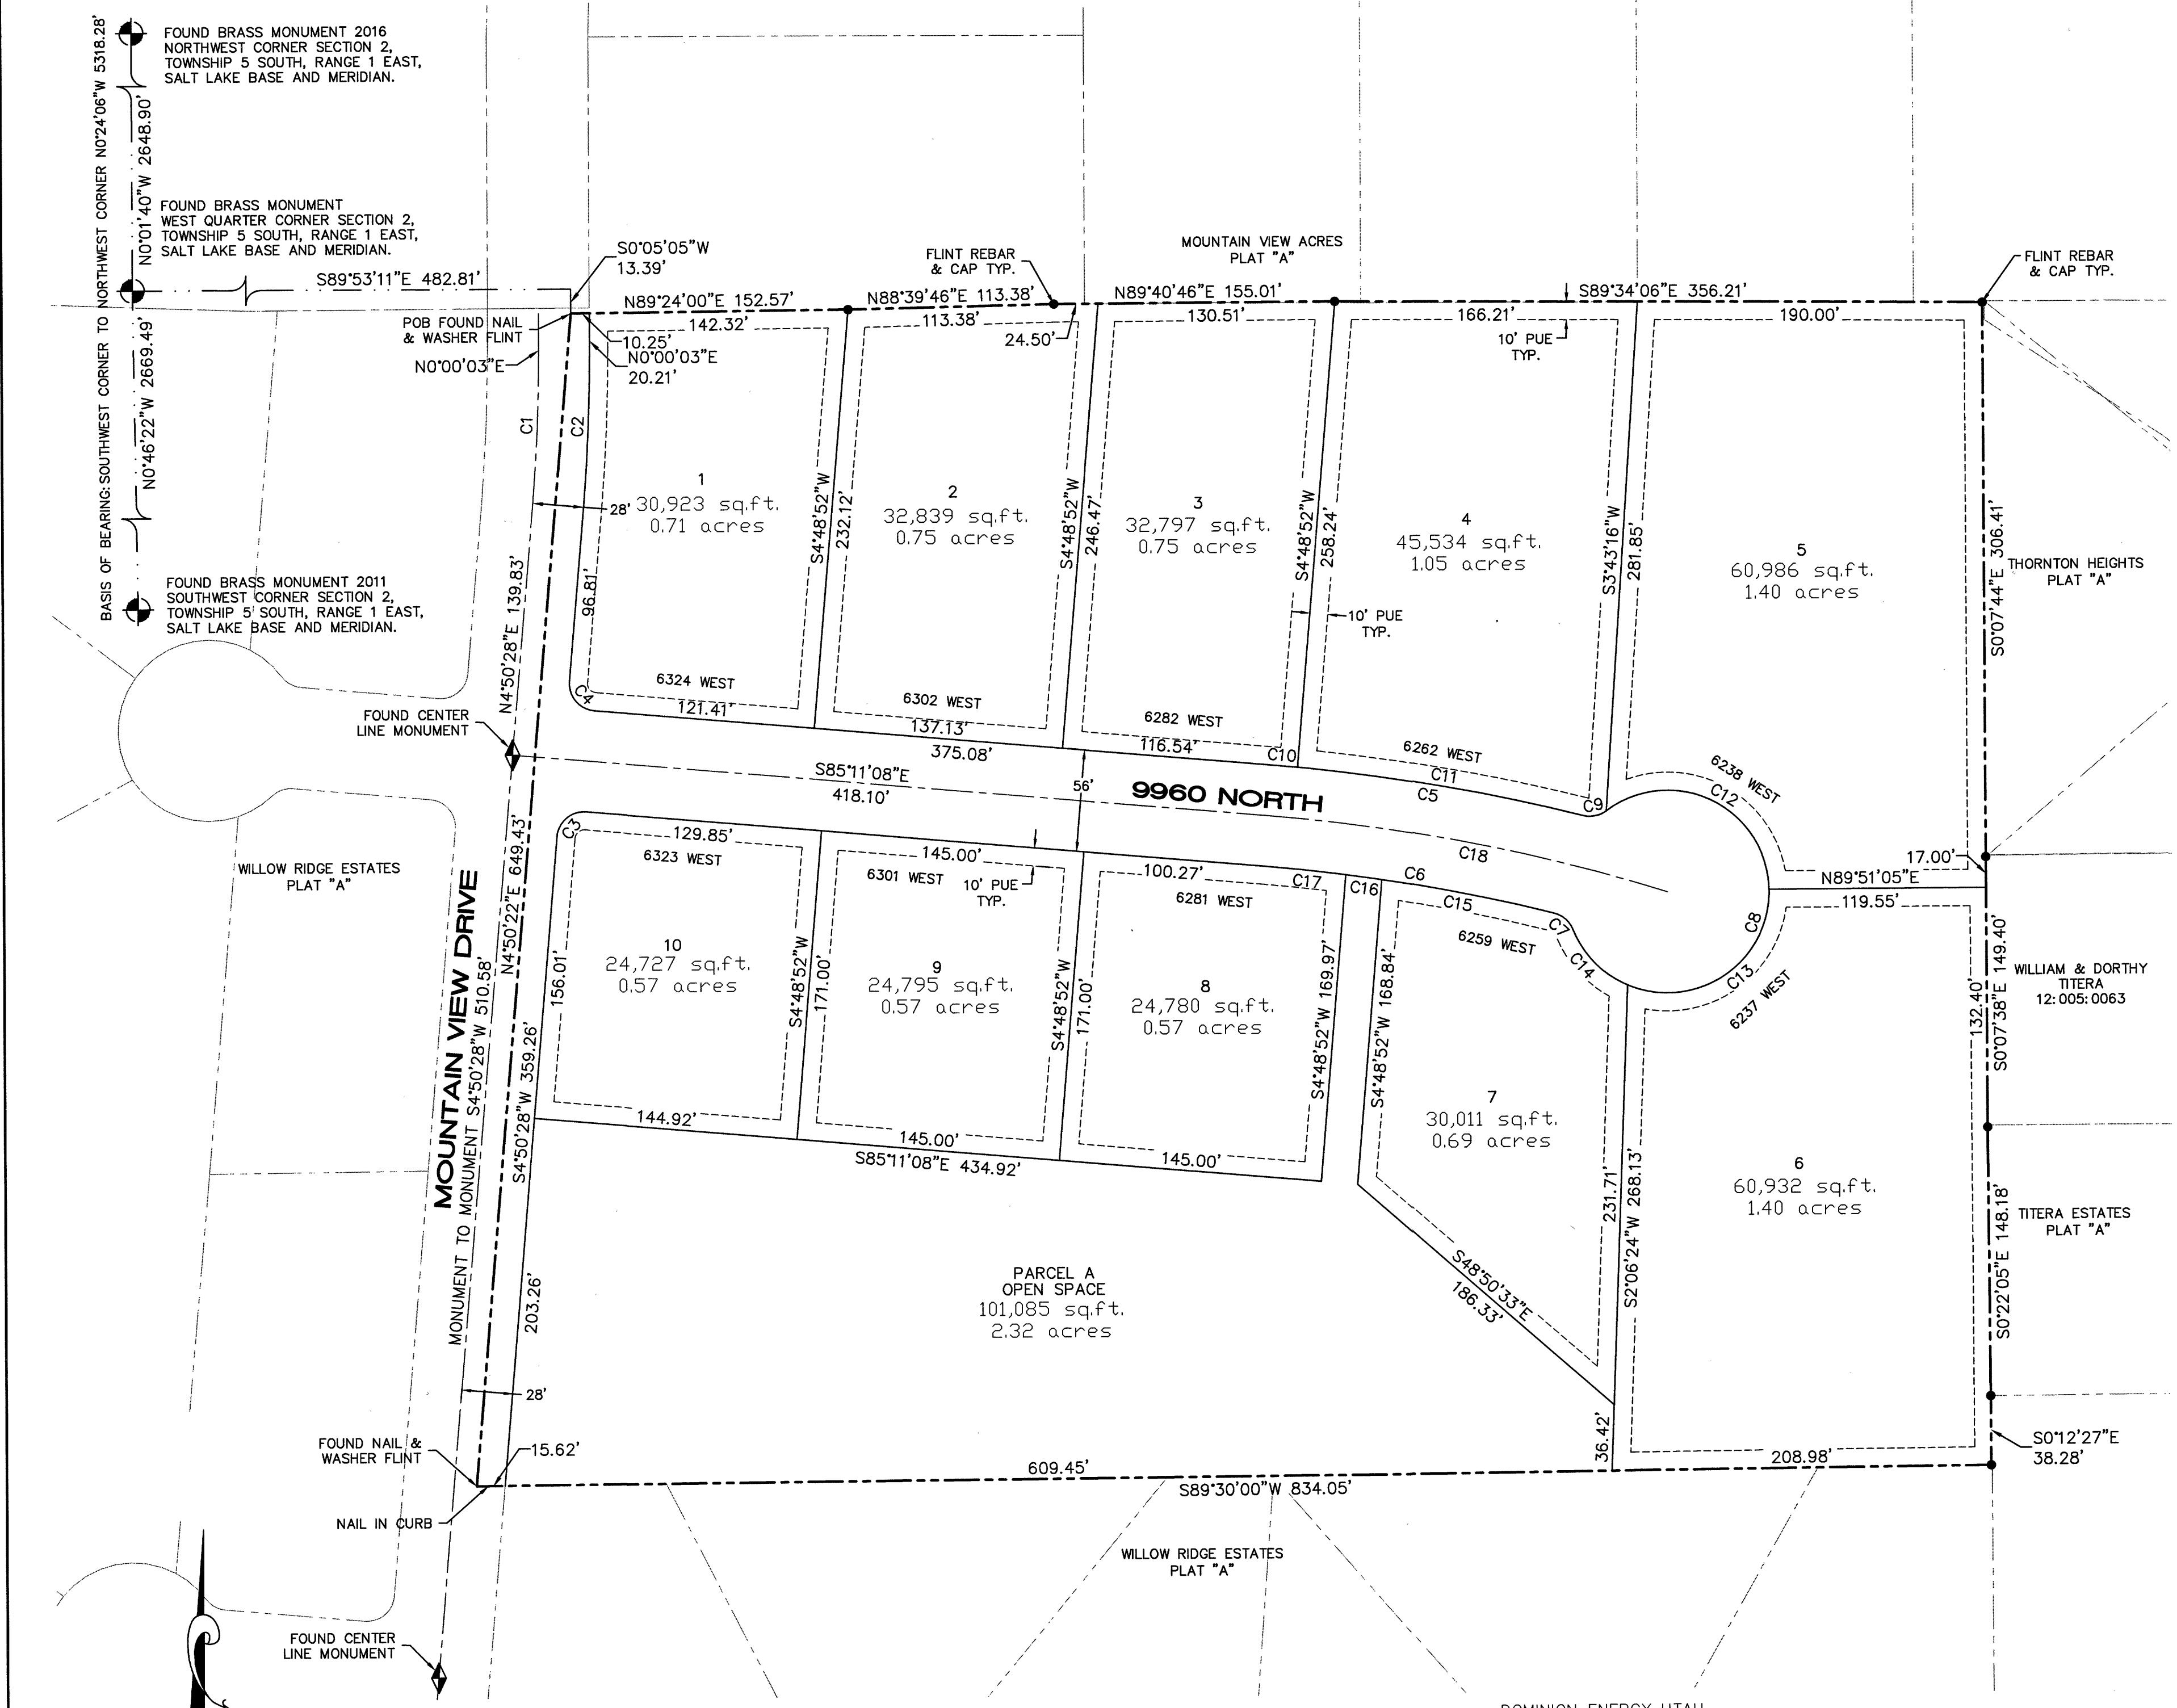 BASIS OF BEARING: SOUTHWEST CORNER TO NORTHWEST CORNER N0°24'06"W 5318.28'
FOUND BRASS MONUMENT 2016
NORTHWEST CORNER SECTION 2,
TOWNSHIP 5 SOUTH, RANGE 1 EAST,
SALT LAKE BASE AND MERIDIAN.
N0°01'40"W 2648.90'
FOUND BRASS MONUMENT
WEST QUARTER CORNER SECTION 2,
TOWNSHIP 5 SOUTH, RANGE 1 EAST,
SALT LAKE BASE AND MERIDIAN.
S89°53'11"E 482.81'
N0°46'22"W 2669.49'
FOUND BRASS MONUMENT 2011
SOUTHWEST CORNER SECTION 2,
TOWNSHIP 5 SOUTH, RANGE 1 EAST,
SALT LAKE BASE AND MERIDIAN.
S0°05'05"W
13.39'
POB FOUND NAIL
& WASHER FLINT
N0°00'03"E
FLINT REBAR
& CAP TYP.
MOUNTAIN VIEW ACRES
PLAT "A"
FLINT REBAR
& CAP TYP.
N89°24'00"E 152.57'
N88°39'46"E 113.38'
N89°40'46"E 155.01'
S89°34'06"E 356.21'
142.32'
113.38'
24.50'
130.51'
166.21'
190.00'
10.25'
N0°00'03"E
20.21'
10' PUE
TYP.
C1
C2
28'
1
30,923 sq.ft.
0.71 acres
S4°48'52"W
232.12'
2
32,839 sq.ft.
0.75 acres
S4°48'52"W
246.47'
3
32,797 sq.ft.
0.75 acres
S4°48'52"W
258.24'
10' PUE
TYP.
4
45,534 sq.ft.
1.05 acres
S3°43'16"W
281.85'
5
60,986 sq.ft.
1.40 acres
S0°07'44"E 306.41'
THORNTON HEIGHTS
PLAT "A"
N4°50'28"E 139.83'
96.81'
C4
6324 WEST
121.41'
6302 WEST
137.13'
6282 WEST
116.54'
C10
6262 WEST
C11
C9
6238 WEST
C12
FOUND CENTER
LINE MONUMENT
375.08'
S85°11'08"E
418.10'
56'
9960 NORTH
C5
C18
C3
129.85'
6323 WEST
145.00'
6301 WEST
10' PUE
TYP.
100.27'
6281 WEST
C17
C16
C6
C15
6259 WEST
C7
C14
C8
C13
6237 WEST
17.00'
N89°51'05"E
119.55'
WILLOW RIDGE ESTATES
PLAT "A"
N4°50'22"E 649.43'
MOUNTAIN VIEW DRIVE
MONUMENT TO MONUMENT S4°50'28"W 510.58'
S4°50'28"W 359.26'
156.01'
10
24,727 sq.ft.
0.57 acres
S4°48'52"W
171.00'
9
24,795 sq.ft.
0.57 acres
S4°48'52"W
171.00'
8
24,780 sq.ft.
0.57 acres
S4°48'52"W 169.97'
S4°48'52"W 168.84'
7
30,011 sq.ft.
0.69 acres
231.71'
S2°06'24"W 268.13'
6
60,932 sq.ft.
1.40 acres
132.40'
S0°07'38"E 149.40'
WILLIAM & DORTHY
TITERA
12:005:0063
TITERA ESTATES
PLAT "A"
S0°22'05"E 148.18'
144.92'
145.00'
145.00'
S85°11'08"E 434.92'
S48°50'33"E
186.33'
203.26'
PARCEL A
OPEN SPACE
101,085 sq.ft.
2.32 acres
28'
36.42'
S0°12'27"E
38.28'
FOUND NAIL &
WASHER FLINT
15.62'
609.45'
208.98'
S89°30'00"W 834.05'
NAIL IN CURB
WILLOW RIDGE ESTATES
PLAT "A"
FOUND CENTER
LINE MONUMENT
DOMINION ENERGY UTAH